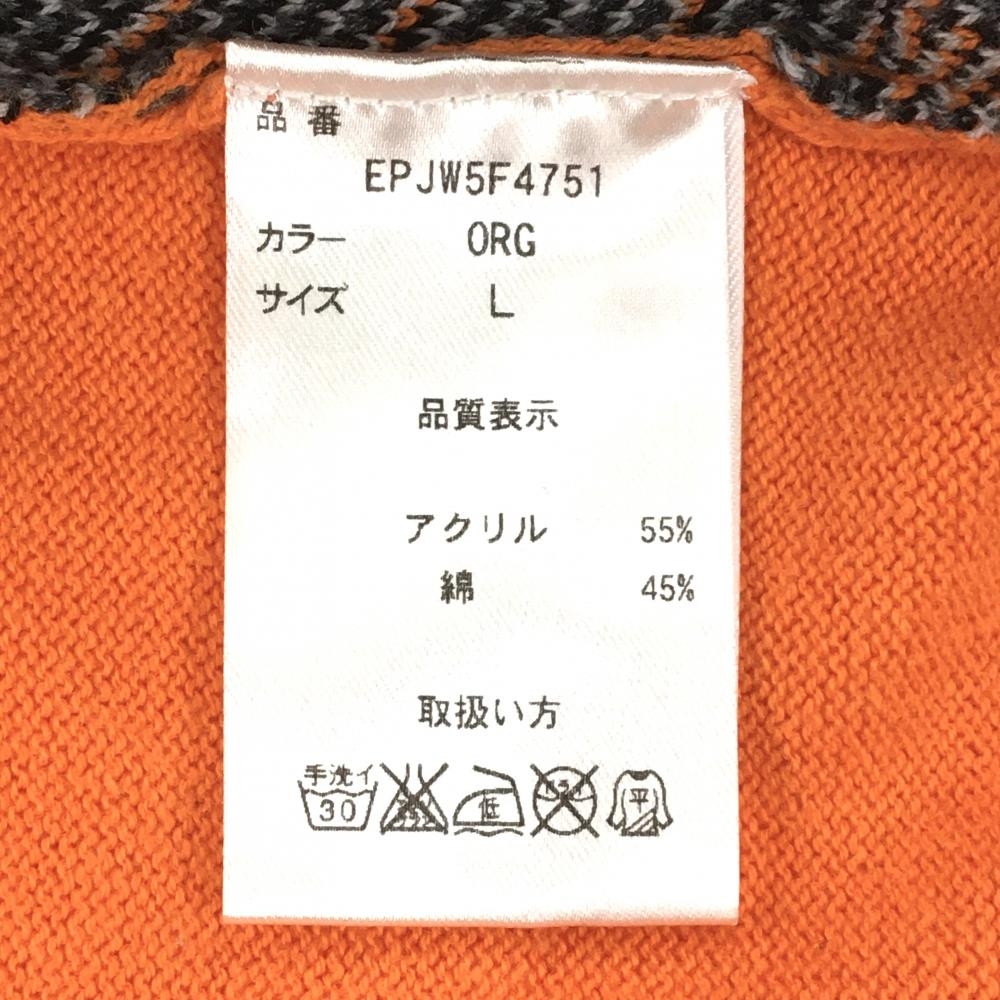 品番
EPJW5F4751
カラー ORG
サイズ L
品質表示
アクリル 55%
綿 45%
取扱い方
手洗イ
30 低 平